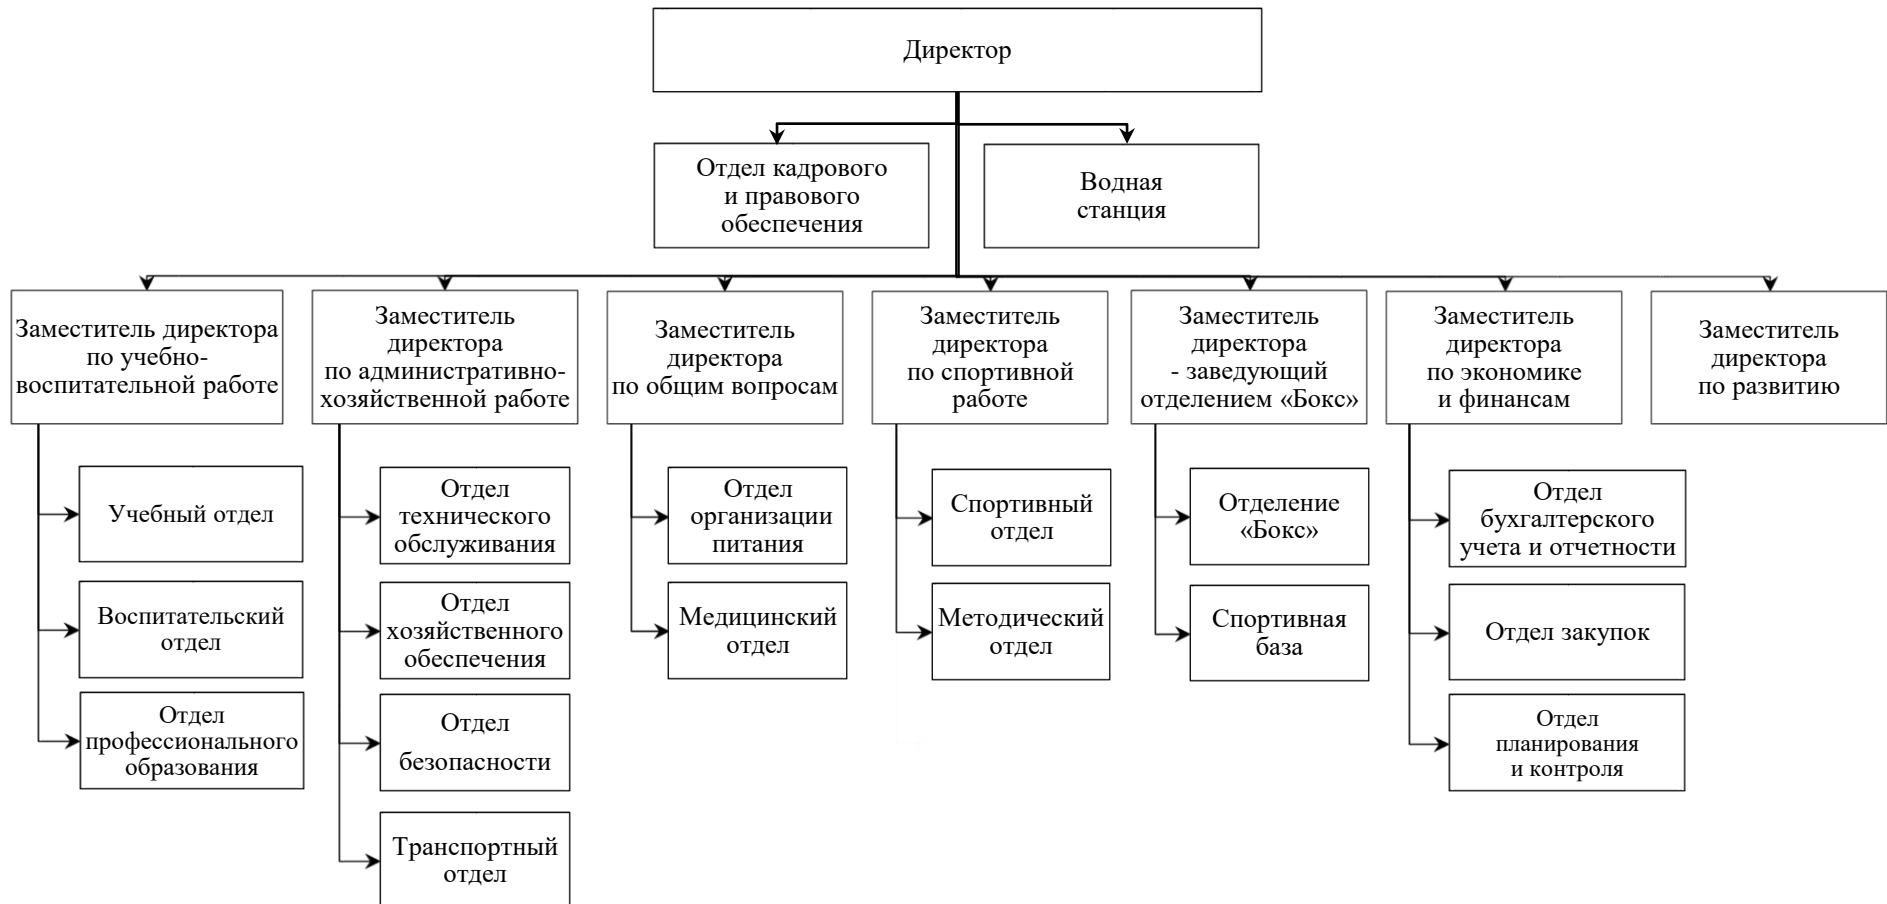 Директор
Отдел кадрового
и правового
обеспечения
Водная
станция
Заместитель директора
по учебно-
воспитательной работе
Заместитель
директора
по административно-
хозяйственной работе
Заместитель
директора
по общим вопросам
Заместитель
директора
по спортивной
работе
Заместитель
директора
- заведующий
отделением «Бокс»
Заместитель
директора
по экономике
и финансам
Заместитель
директора
по развитию
Учебный отдел
Воспитательский
отдел
Отдел
профессионального
образования
Отдел
технического
обслуживания
Отдел
хозяйственного
обеспечения
Отдел
безопасности
Транспортный
отдел
Отдел
организации
питания
Медицинский
отдел
Спортивный
отдел
Методический
отдел
Отделение
«Бокс»
Спортивная
база
Отдел
бухгалтерского
учета и отчетности
Отдел закупок
Отдел
планирования
и контроля